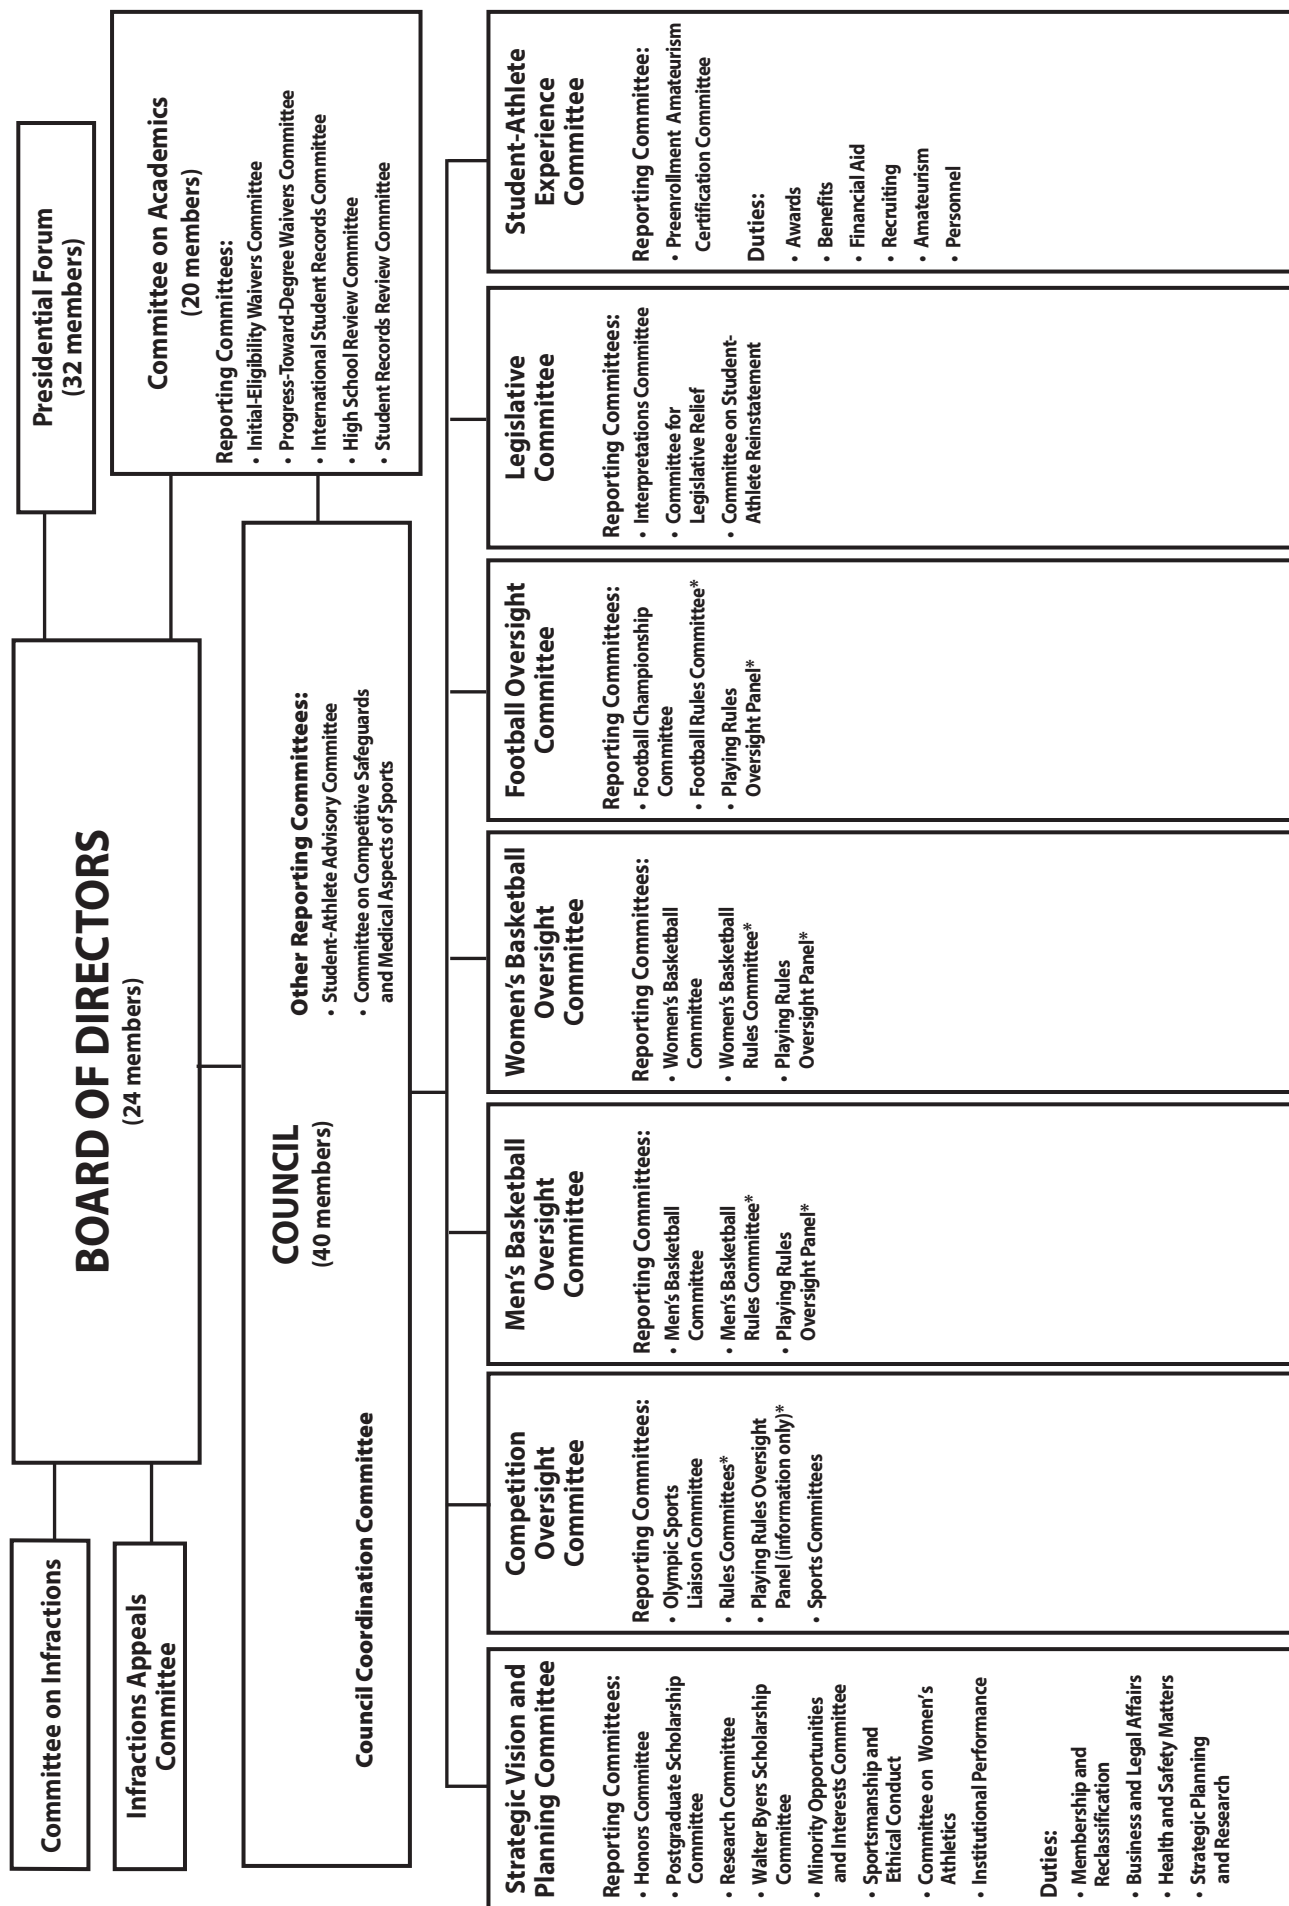 Committee on Infractions
Infractions Appeals
Committee
BOARD OF DIRECTORS
(24 members)
Presidential Forum
(32 members)
Committee on Academics
(20 members)
Reporting Committees:
• Initial-Eligibility Waivers Committee
• Progress-Toward-Degree Waivers Committee
• International Student Records Committee
• High School Review Committee
• Student Records Review Committee
COUNCIL
(40 members)
Council Coordination Committee
Other Reporting Committees:
• Student-Athlete Advisory Committee
• Committee on Competitive Safeguards
and Medical Aspects of Sports
Strategic Vision and
Planning Committee
Reporting Committees:
• Honors Committee
• Postgraduate Scholarship
Committee
• Research Committee
• Walter Byers Scholarship
Committee
• Minority Opportunities
and Interests Committee
• Sportsmanship and
Ethical Conduct
• Committee on Women's
Athletics
• Institutional Performance
Duties:
• Membership and
Reclassification
• Business and Legal Affairs
• Health and Safety Matters
• Strategic Planning
and Research
Competition
Oversight
Committee
Reporting Committees:
• Olympic Sports
Liaison Committee
• Rules Committees*
• Playing Rules Oversight
Panel (information only)*
• Sports Committees
Men's Basketball
Oversight
Committee
Reporting Committees:
• Men's Basketball
Committee
• Men's Basketball
Rules Committee*
• Playing Rules
Oversight Panel*
Women's Basketball
Oversight
Committee
Reporting Committees:
• Women's Basketball
Committee
• Women's Basketball
Rules Committee*
• Playing Rules
Oversight Panel*
Football Oversight
Committee
Reporting Committees:
• Football Championship
Committee
• Football Rules Committee*
• Playing Rules
Oversight Panel*
Legislative
Committee
Reporting Committees:
• Interpretations Committee
• Committee for
Legislative Relief
• Committee on Student-
Athlete Reinstatement
Student-Athlete
Experience
Committee
Reporting Committee:
• Preenrollment Amateurism
Certification Committee
Duties:
• Awards
• Benefits
• Financial Aid
• Recruiting
• Amateurism
• Personnel